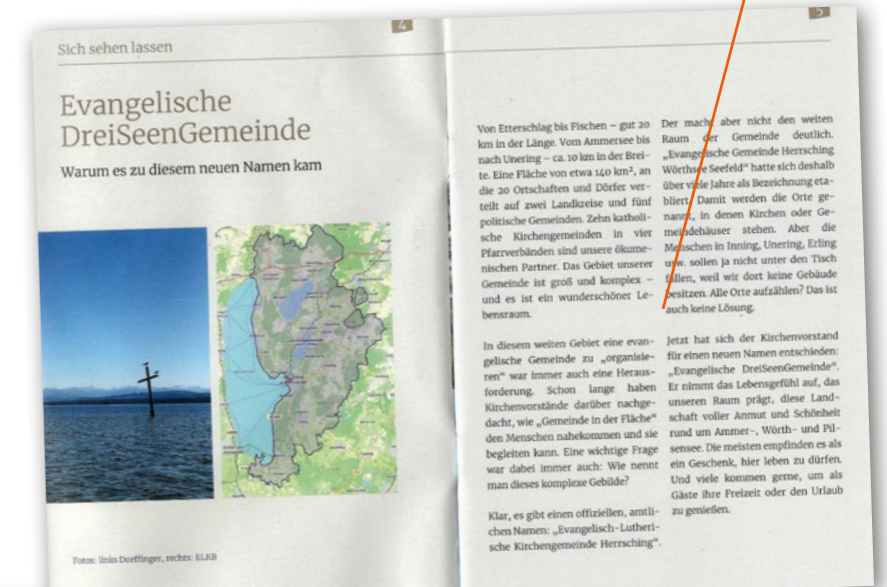 4
Sich sehen lassen
Evangelische
DreiSeenGemeinde
Warum es zu diesem neuen Namen kam
Fotos: links Doeffinger, rechts: ELKB
5
Von Etterschlag bis Fischen – gut 20
km in der Länge. Vom Ammersee bis
nach Unering – ca. 10 km in der Brei-
te. Eine Fläche von etwa 140 km², an
die 20 Ortschaften und Dörfer ver-
teilt auf zwei Landkreise und fünf
politische Gemeinden. Zehn katholi-
sche Kirchengemeinden in vier
Pfarrverbänden sind unsere ökume-
nischen Partner. Das Gebiet unserer
Gemeinde ist groß und komplex –
und es ist ein wunderschöner Le-
bensraum.
In diesem weiten Gebiet eine evan-
gelische Gemeinde zu „organisie-
ren“ war immer auch eine Heraus-
forderung. Schon lange haben
Kirchenvorstände darüber nachge-
dacht, wie „Gemeinde in der Fläche“
den Menschen nahekommen und sie
begleiten kann. Eine wichtige Frage
war dabei immer auch: Wie nennt
man dieses komplexe Gebilde?
Klar, es gibt einen offiziellen, amtli-
chen Namen: „Evangelisch-Lutheri-
sche Kirchengemeinde Herrsching“.
Der macht aber nicht den weiten
Raum der Gemeinde deutlich.
„Evangelische Gemeinde Herrsching
Wörthsee Seefeld“ hatte sich deshalb
über viele Jahre als Bezeichnung eta-
bliert. Damit werden die Orte ge-
nannt, in denen Kirchen oder Ge-
meindehäuser stehen. Aber die
Menschen in Inning, Unering, Erling
usw. sollen ja nicht unter den Tisch
fallen, weil wir dort keine Gebäude
besitzen. Alle Orte aufzählen? Das ist
auch keine Lösung.
Jetzt hat sich der Kirchenvorstand
für einen neuen Namen entschieden:
„Evangelische DreiSeenGemeinde“.
Er nimmt das Lebensgefühl auf, das
unseren Raum prägt, diese Land-
schaft voller Anmut und Schönheit
rund um Ammer-, Wörth- und Pil-
sensee. Die meisten empfinden es als
ein Geschenk, hier leben zu dürfen.
Und viele kommen gerne, um als
Gäste ihre Freizeit oder den Urlaub
zu genießen.